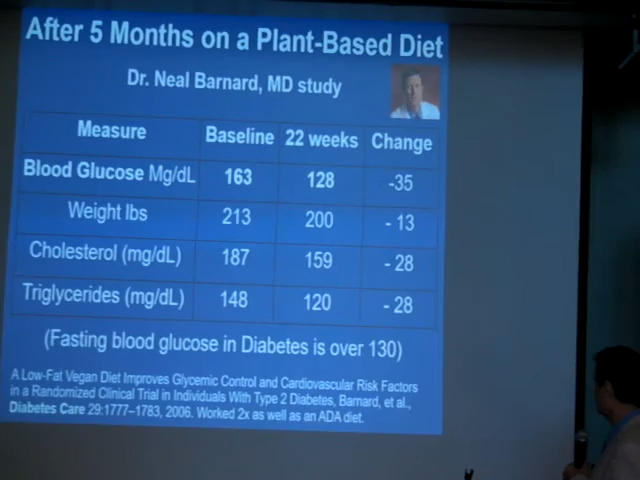 After 5 Months on a Plant-Based Diet
Dr. Neal Barnard, MD study
Measure Baseline 22 weeks Change
Blood Glucose Mg/dL 163 128 -35
Weight lbs 213 200 - 13
Cholesterol (mg/dL) 187 159 - 28
Triglycerides (mg/dL) 148 120 - 28
(Fasting blood glucose in Diabetes is over 130)
A Low-Fat Vegan Diet Improves Glycemic Control and Cardiovascular Risk Factors
in a Randomized Clinical Trial in Individuals With Type 2 Diabetes, Barnard, et al.,
Diabetes Care 29:1777–1783, 2006. Worked 2x as well as an ADA diet.